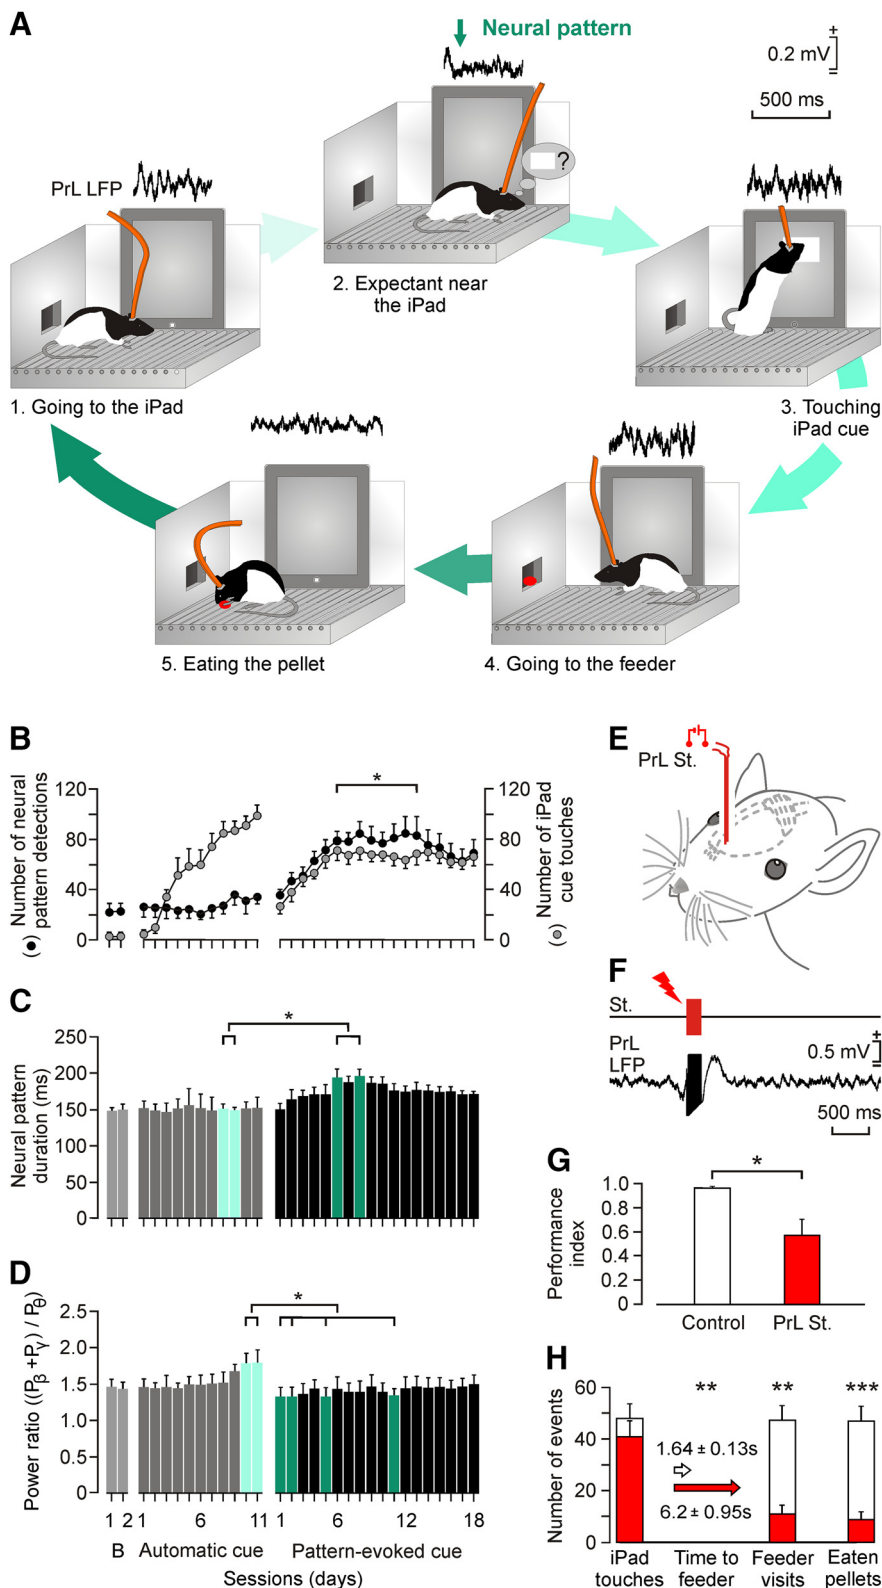 A
Neural pattern
+
0.2 mV
=
500 ms
PrL LFP
?
2. Expectant near
the iPad
1. Going to the iPad
3. Touching
iPad cue
5. Eating the pellet
4. Going to the feeder
B
Number of neural
pattern detections
120
80
40
0
*
120
80
40
0
Number of iPad
cue touches
C
Neural pattern
duration (ms)
250
200
150
100
50
0
*
D
Power ratio ((Pβ +Pγ) / Pθ)
2.5
2.0
1.5
1.0
0.5
0
*
1 2 1 6 11 1 6 12 18
B Automatic cue Pattern-evoked cue
Sessions (days)
E
PrL St.
F
St.
PrL
LFP
+
0.5 mV
=
500 ms
G
Performance
index
1.0
0.8
0.6
0.4
0.2
0
*
Control PrL St.
H
Number of events
60
40
20
0
** ** ***
1.64 ± 0.13s
6.2 ± 0.95s
iPad
touches
Time to
feeder
Feeder
visits
Eaten
pellets